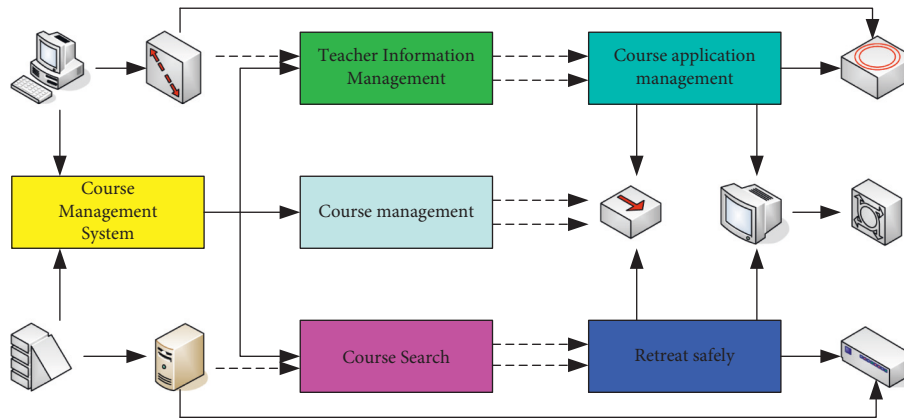 Teacher Information
Management
Course application
management
Course
Management
System
Course management
Course Search
Retreat safely